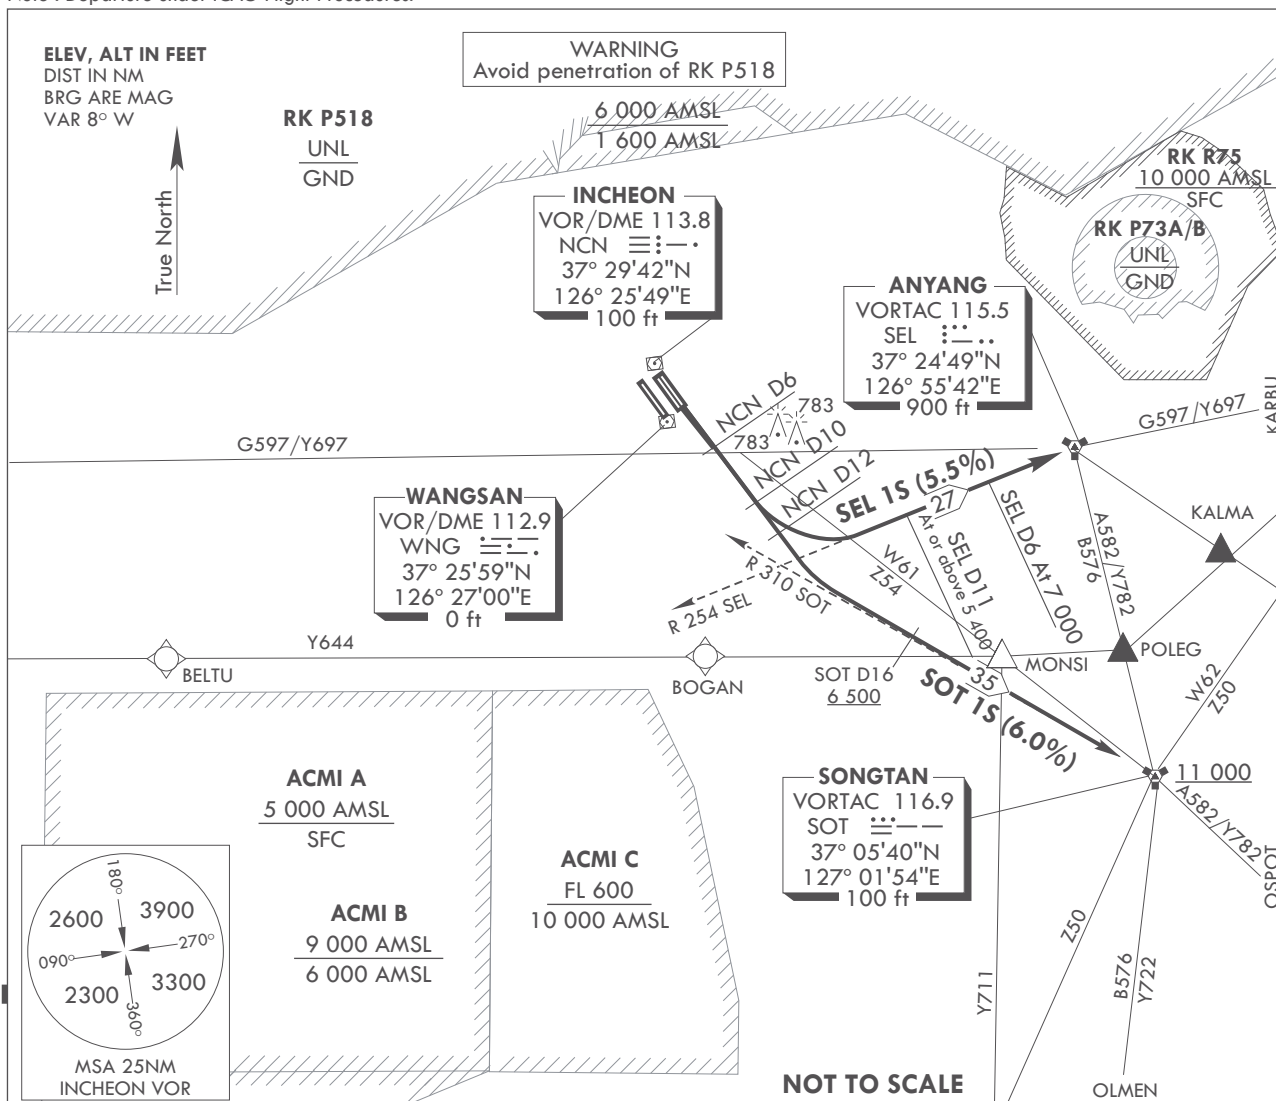 ELEV, ALT IN FEET
DIST IN NM
BRG ARE MAG
VAR 8° W
True North
RK P518
UNL
GND
WARNING
Avoid penetration of RK P518
6 000 AMSL
1 600 AMSL
RK R75
10 000 AMSL
SFC
RK P73A/B
UNL
GND
INCHEON
VOR/DME 113.8
NCN
37° 29'42"N
126° 25'49"E
100 ft
ANYANG
VORTAC 115.5
SEL
37° 24'49"N
126° 55'42"E
900 ft
KARBU
G597/Y697
G597/Y697
NCN D6
783
783
NCN D10
NCN D12
SEL 1S (5.5%)
27
SEL D11
At or above 5 400
SEL D6 At 7 000
A582/Y782
B576
KALMA
WANGSAN
VOR/DME 112.9
WNG
37° 25'59"N
126° 27'00"E
0 ft
R 310 SOT
R 254 SEL
W61
Z54
Y644
BELTU
BOGAN
MONSI
POLEG
W62
Z50
SOT D16
6 500
35
SOT 1S (6.0%)
SONGTAN
VORTAC 116.9
SOT
37° 05'40"N
127° 01'54"E
100 ft
11 000
A582/Y782
OSPOT
ACMI A
5 000 AMSL
SFC
ACMI B
9 000 AMSL
6 000 AMSL
ACMI C
FL 600
10 000 AMSL
180°
2600
3900
270°
090°
2300
3300
360°
MSA 25NM
INCHEON VOR
Y711
Z50
B576
Y722
NOT TO SCALE
OLMEN